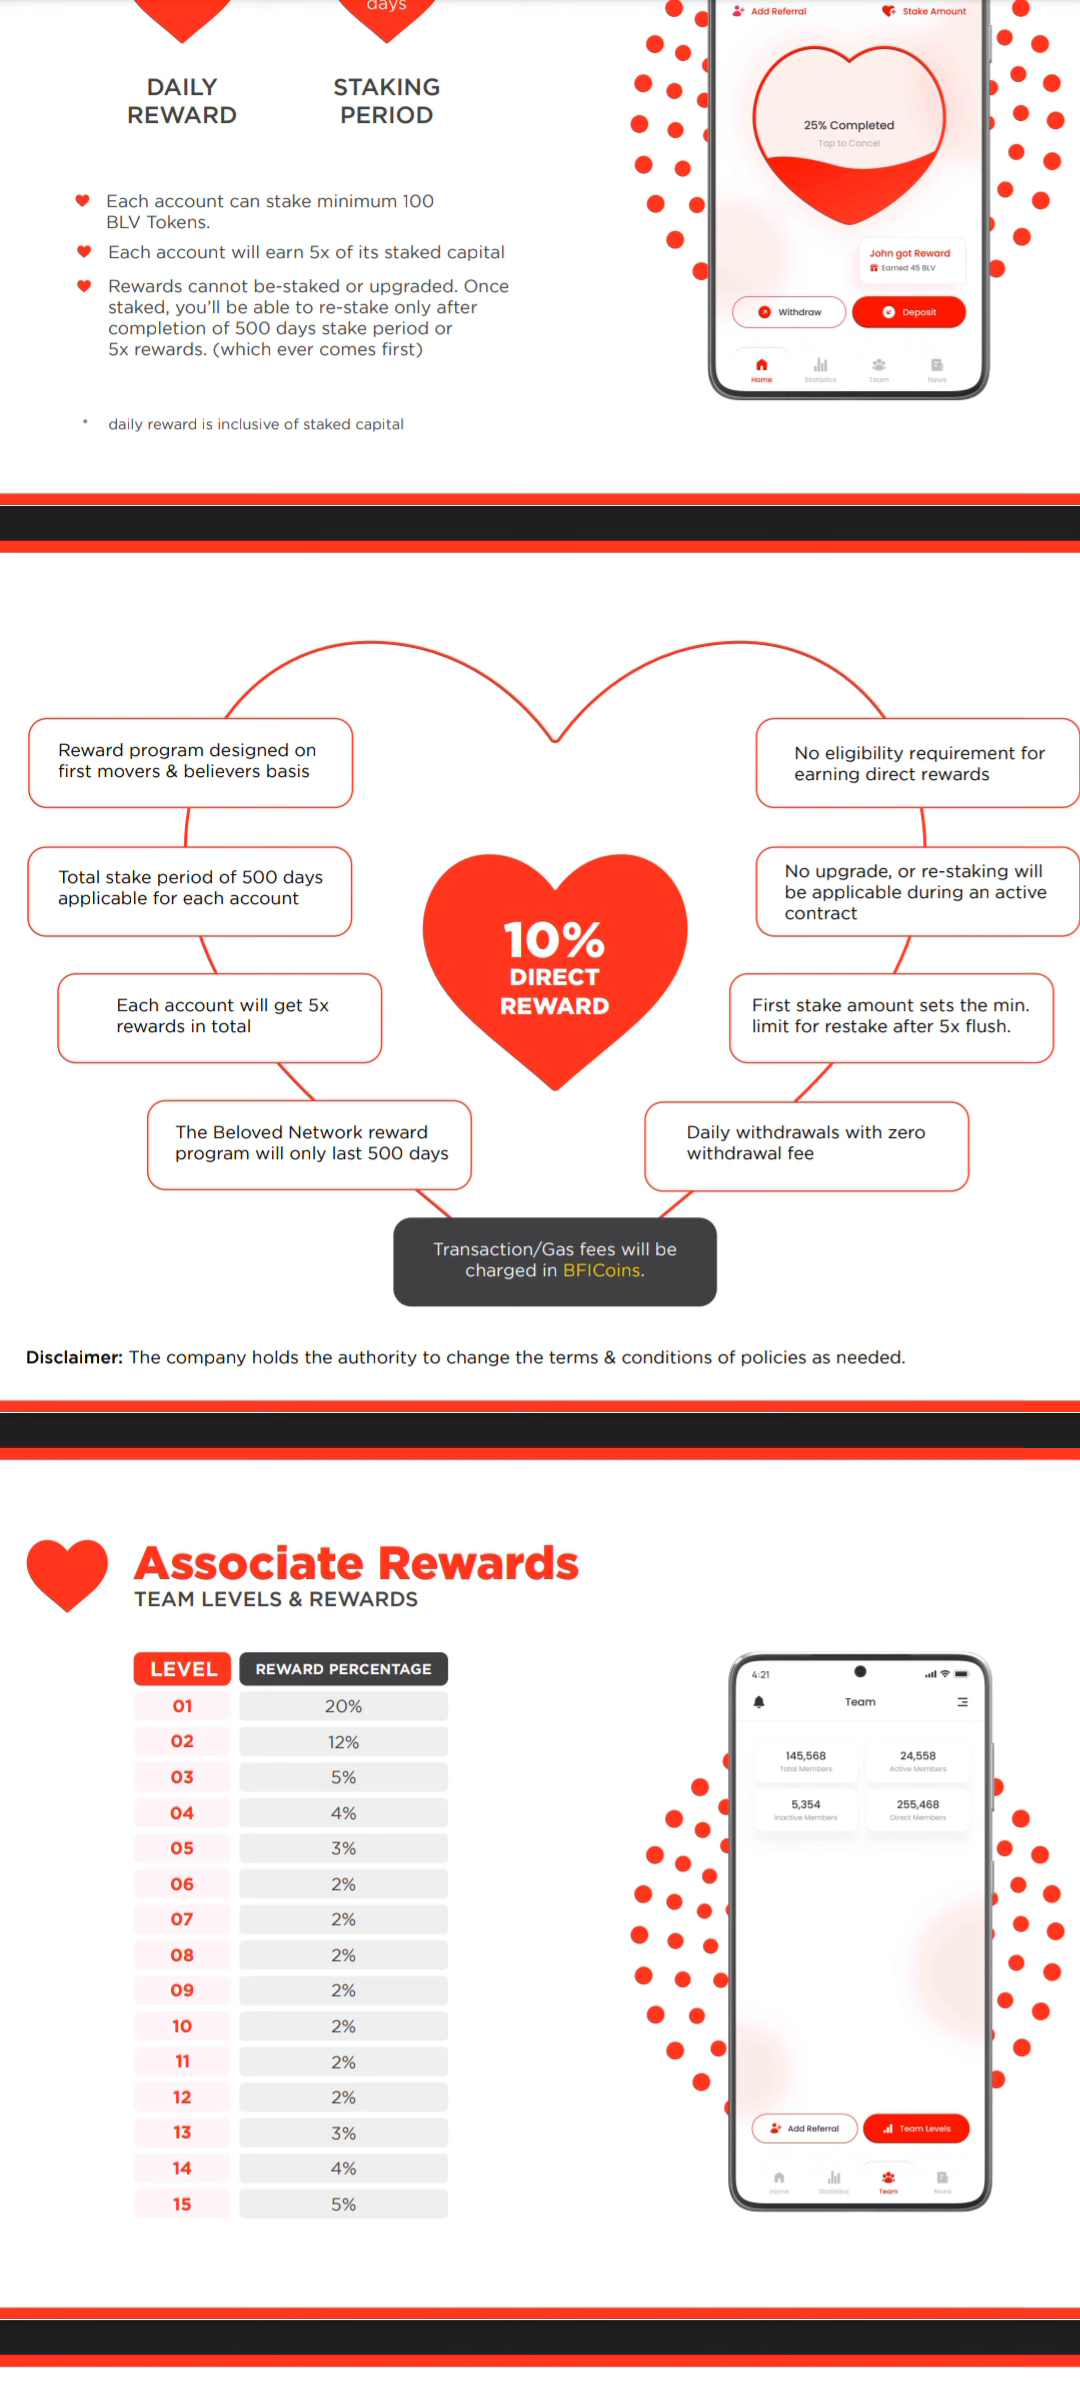 days
DAILY
REWARD
STAKING
PERIOD
Each account can stake minimum 100
BLV Tokens.
Each account will earn 5x of its staked capital
Rewards cannot be-staked or upgraded. Once
staked, you'll be able to re-stake only after
completion of 500 days stake period or
5x rewards. (which ever comes first)
* daily reward is inclusive of staked capital
Add Referral
Stake Amount
25% Completed
Tap to Cancel
John got Reward
Earned 45 BLV
Withdraw
Deposit
Home
Statistics
Team
News
Reward program designed on
first movers & believers basis
No eligibility requirement for
earning direct rewards
Total stake period of 500 days
applicable for each account
No upgrade, or re-staking will
be applicable during an active
contract
10%
DIRECT
REWARD
Each account will get 5x
rewards in total
First stake amount sets the min.
limit for restake after 5x flush.
The Beloved Network reward
program will only last 500 days
Daily withdrawals with zero
withdrawal fee
Transaction/Gas fees will be
charged in BFICoins.
Disclaimer: The company holds the authority to change the terms & conditions of policies as needed.
Associate Rewards
TEAM LEVELS & REWARDS
LEVEL REWARD PERCENTAGE
01 20%
02 12%
03 5%
04 4%
05 3%
06 2%
07 2%
08 2%
09 2%
10 2%
11 2%
12 2%
13 3%
14 4%
15 5%
4:21
Team
145,568
Total Members
24,558
Active Members
5,354
Inactive Members
255,468
Direct Members
Add Referral
Team Levels
Home
Statistics
Team
News